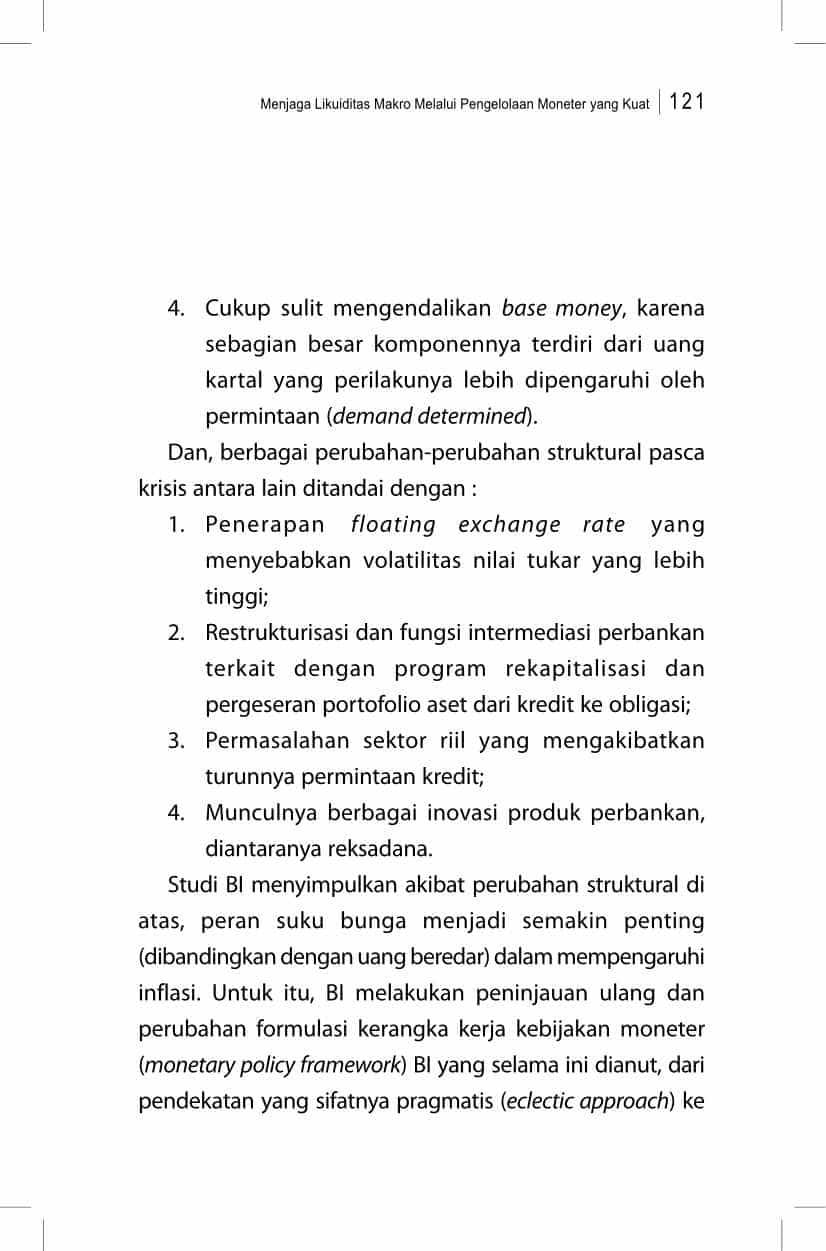 Menjaga Likuiditas Makro Melalui Pengelolaan Moneter yang Kuat 121
4. Cukup sulit mengendalikan base money, karena
sebagian besar komponennya terdiri dari uang
kartal yang perilakunya lebih dipengaruhi oleh
permintaan (demand determined).
Dan, berbagai perubahan-perubahan struktural pasca
krisis antara lain ditandai dengan :
1. Penerapan floating exchange rate yang
menyebabkan volatilitas nilai tukar yang lebih
tinggi;
2. Restrukturisasi dan fungsi intermediasi perbankan
terkait dengan program rekapitalisasi dan
pergeseran portofolio aset dari kredit ke obligasi;
3. Permasalahan sektor riil yang mengakibatkan
turunnya permintaan kredit;
4. Munculnya berbagai inovasi produk perbankan,
diantaranya reksadana.
Studi BI menyimpulkan akibat perubahan struktural di
atas, peran suku bunga menjadi semakin penting
(dibandingkan dengan uang beredar) dalam mempengaruhi
inflasi. Untuk itu, BI melakukan peninjauan ulang dan
perubahan formulasi kerangka kerja kebijakan moneter
(monetary policy framework) BI yang selama ini dianut, dari
pendekatan yang sifatnya pragmatis (eclectic approach) ke